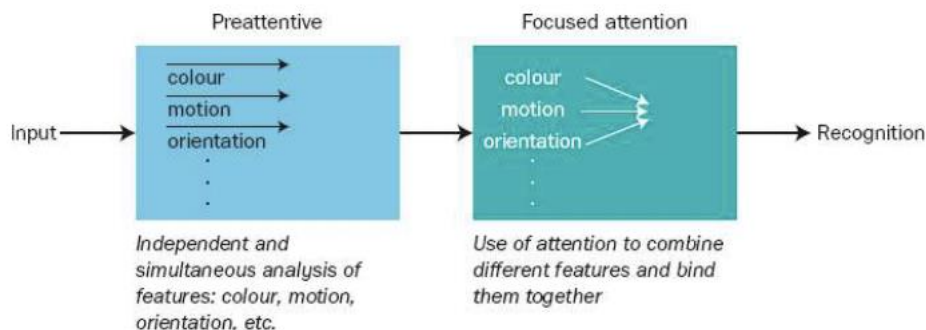 Preattentive
Focused attention
Input
colour
motion
orientation
colour
motion
orientation
Recognition
Independent and
simultaneous analysis of
features: colour, motion,
orientation, etc.
Use of attention to combine
different features and bind
them together